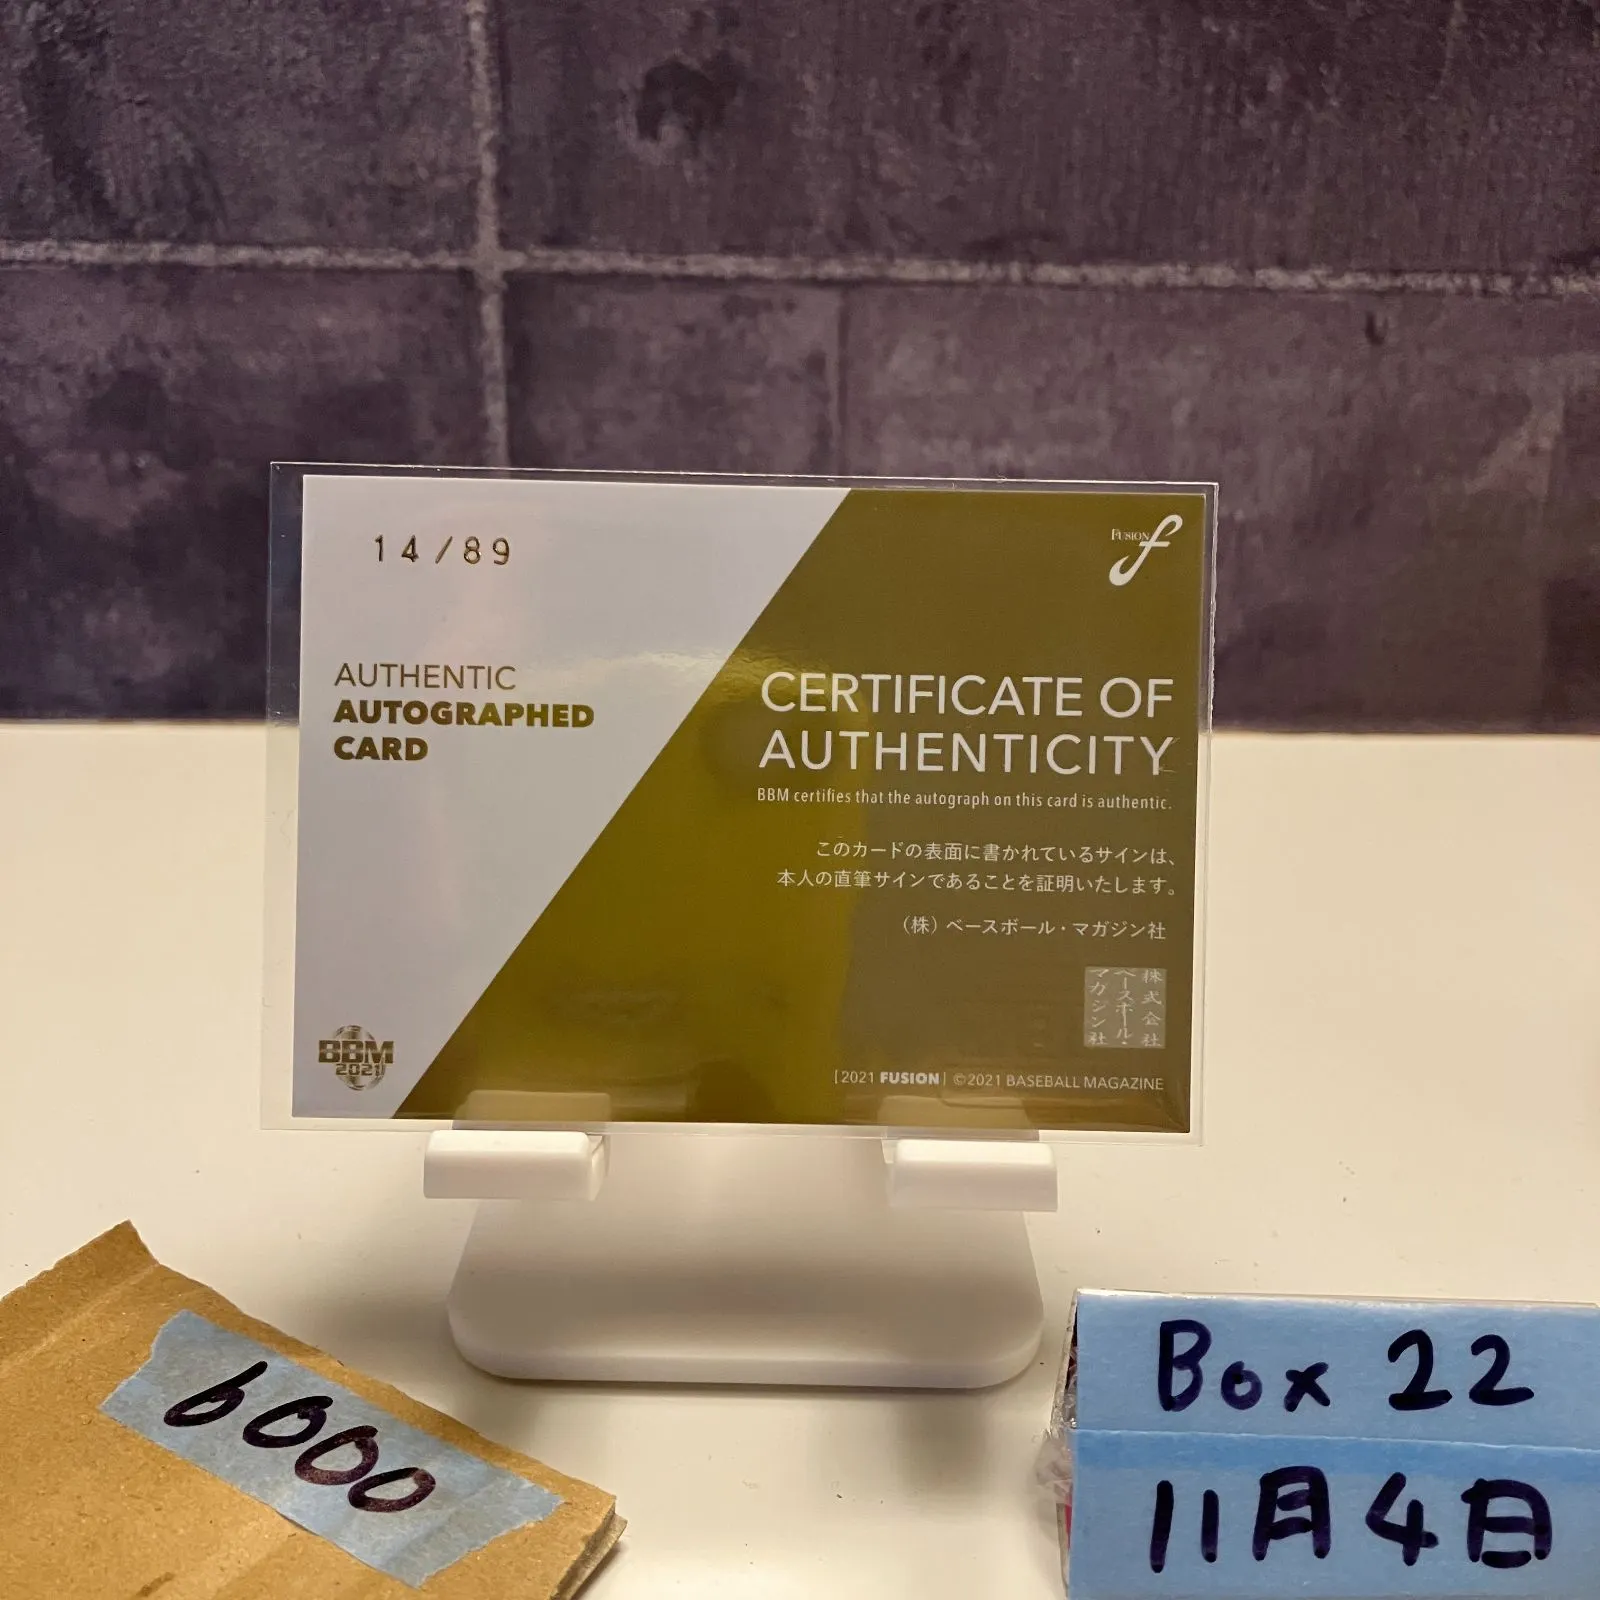 14/89
FUSION f
AUTHENTIC
AUTOGRAPHED
CARD
CERTIFICATE OF
AUTHENTICITY
BBM certifies that the autograph on this card is authentic.
このカードの表面に書かれているサインは、
本人の直筆サインであることを証明いたします。
（株）ベースボール・マガジン社
株式会社
ベースボール・
マガジン社
BBM
2021
[2021 FUSION] ©2021 BASEBALL MAGAZINE
6000
Box 22
11月4日